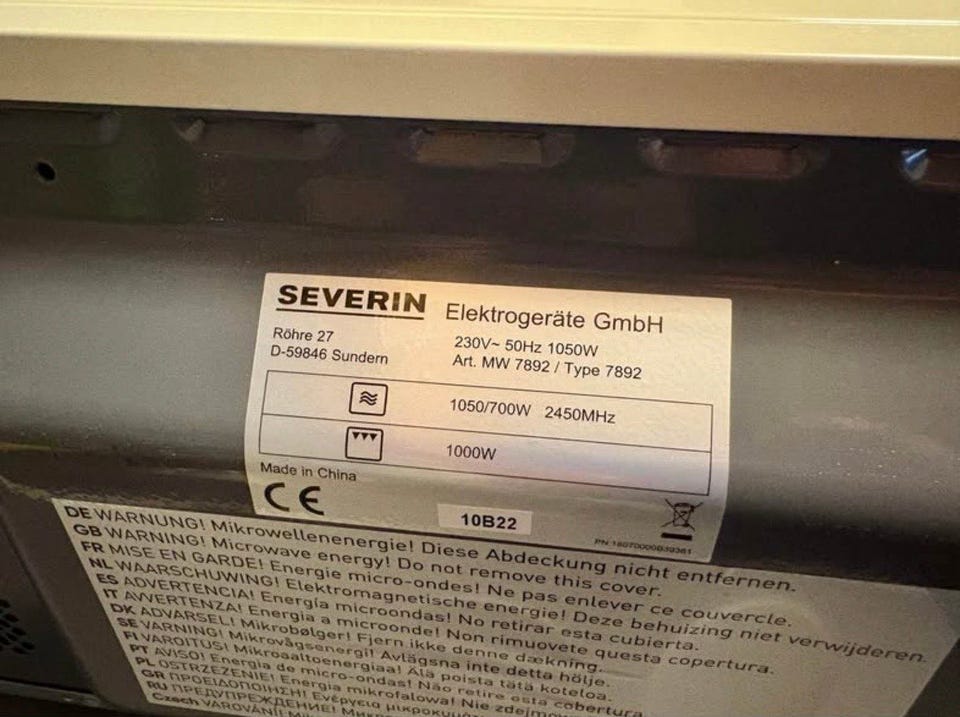 SEVERIN Elektrogeräte GmbH
Röhre 27
D-59846 Sundern
230V~ 50Hz 1050W
Art. MW 7892 / Type 7892
1050/700W 2450MHz
1000W
Made in China
CE
10B22
DE WARNUNG! Mikrowellenenergie! Diese Abdeckung nicht entfernen.
GB WARNING! Microwave energy! Do not remove this cover.
FR MISE EN GARDE! Energie micro-ondes! Ne pas enlever ce couvercle.
NL WAARSCHUWING! Elektromagnetische energie! Deze behuizing niet verwijderen.
ES ADVERTENCIA! Energía microondas! No retirar esta cubierta.
IT AVVERTENZA! Energia a microonde! Non rimuovete questa copertura.
DK ADVARSEL! Mikrobølger! Fjern ikke denne dækning.
SE VARNING! Mikrovågsenergi! Avlägsna inte detta hölje.
FI VAROITUS! Mikroaaltoenergiaa! Älä poista tätä koteloa.
PT AVISO! Energia de micro-ondas! Não retire esta cobertura
PL OSTRZEŻENIE! Energia mikrofalowa! Nie zdejmować
GR ΠΡΟΕΙΔΟΠΟΙΗΣΗ! Ενέργεια μικροκυμ
RU ПРЕДУПРЕЖДЕНИЕ! Микро
Czech VAROVÁNÍ!